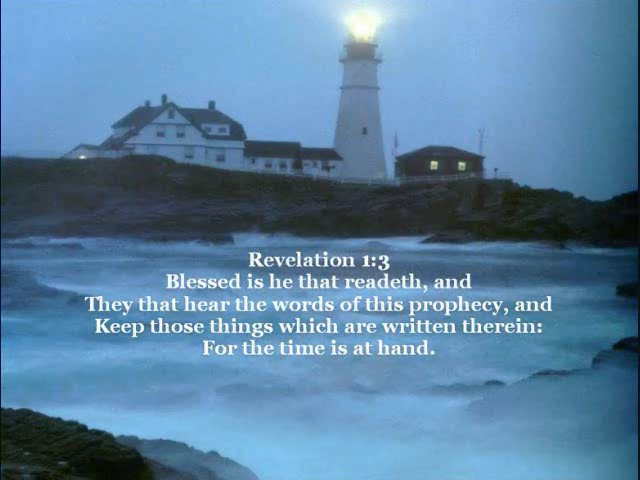 Revelation 1:3
Blessed is he that readeth, and
They that hear the words of this prophecy, and
Keep those things which are written therein:
For the time is at hand.